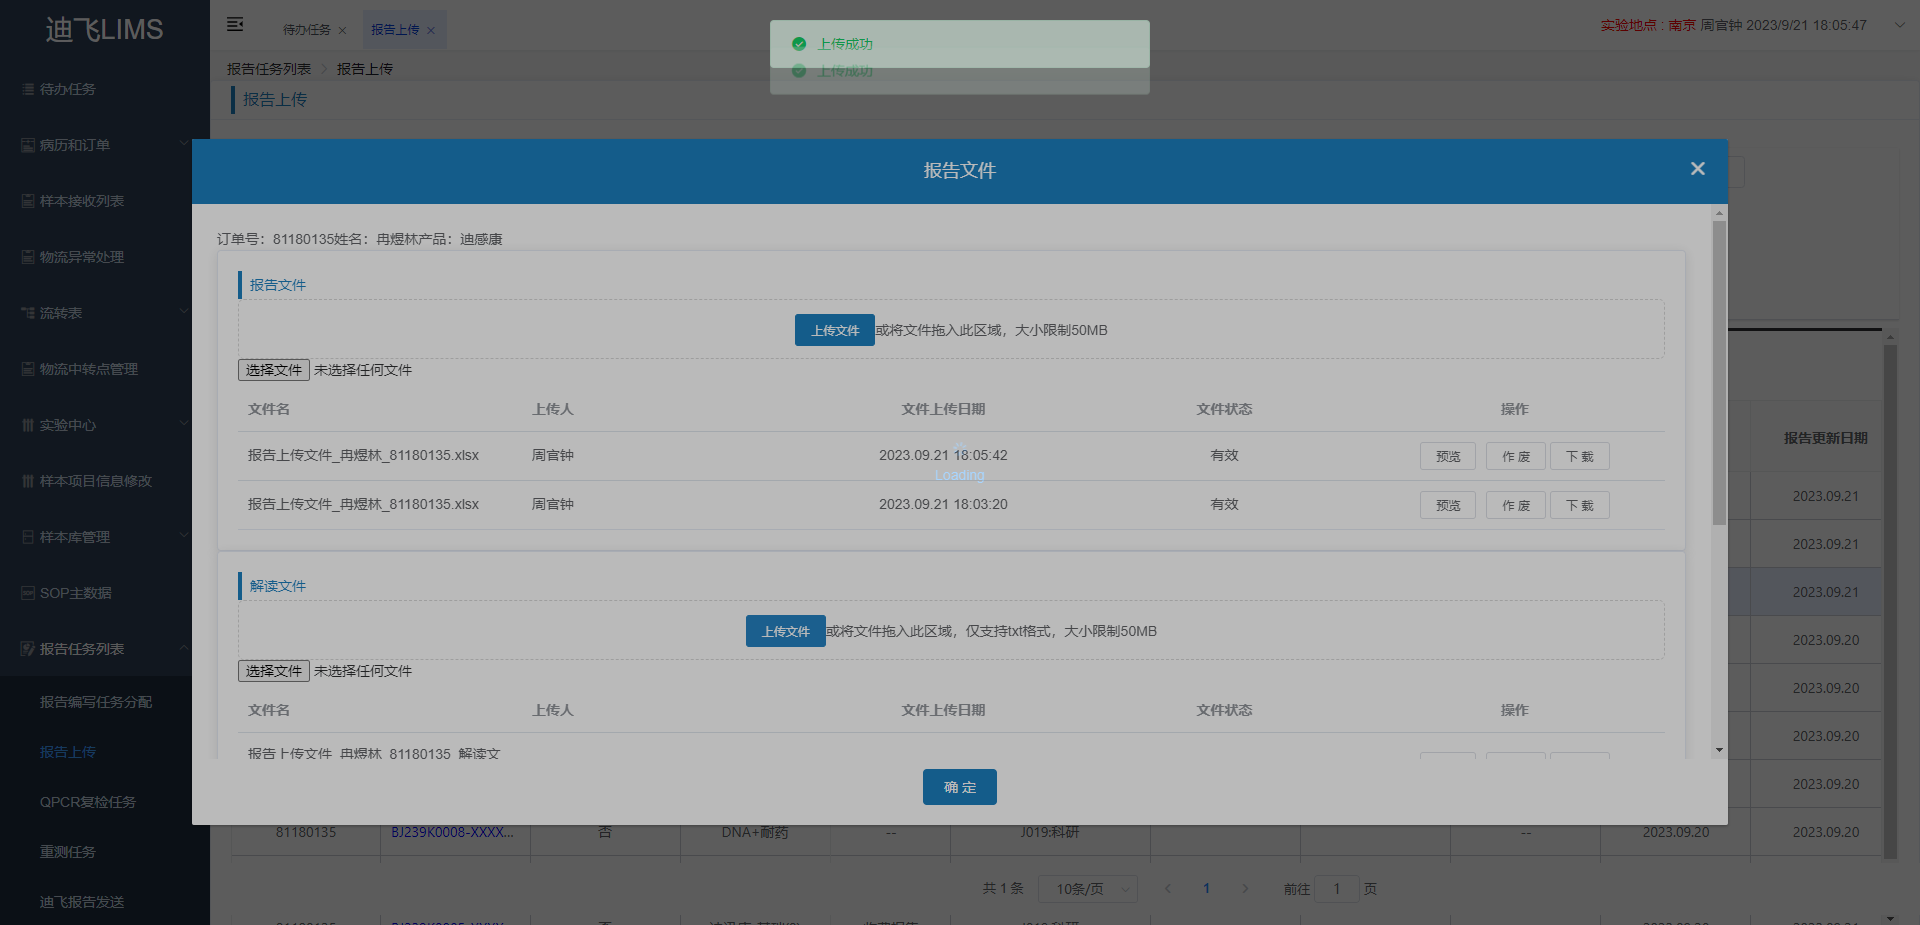 迪飞LIMS
待办任务
报告上传
实验地点 : 南京 周官钟 2023/9/21 18:05:47
上传成功
上传成功
报告任务列表
报告上传
报告上传
待办任务
病历和订单
样本接收列表
物流异常处理
流转表
物流中转点管理
实验中心
样本项目信息修改
样本库管理
SOP主数据
报告任务列表
报告编写任务分配
报告上传
QPCR复检任务
重测任务
迪飞报告发送
报告文件
订单号：81180135姓名：冉煜林产品：迪感康
报告文件
上传文件 或将文件拖入此区域，大小限制50MB
选择文件 未选择任何文件
文件名 上传人 文件上传日期 文件状态 操作
报告上传文件_冉煜林_81180135.xlsx 周官钟 2023.09.21 18:05:42 有效 预览 作 废 下 载
Loading
报告上传文件_冉煜林_81180135.xlsx 周官钟 2023.09.21 18:03:20 有效 预览 作 废 下 载
解读文件
上传文件 或将文件拖入此区域，仅支持txt格式，大小限制50MB
选择文件 未选择任何文件
文件名 上传人 文件上传日期 文件状态 操作
报告上传文件_冉煜林_81180135_解读文
确 定
报告更新日期
2023.09.21
2023.09.21
2023.09.21
2023.09.20
2023.09.20
2023.09.20
2023.09.20
81180135 BJ239K0008-XXXX... 否 DNA+耐药 -- J019:科研 -- 2023.09.20 2023.09.20
共 1 条 10条/页 1 前往 1 页